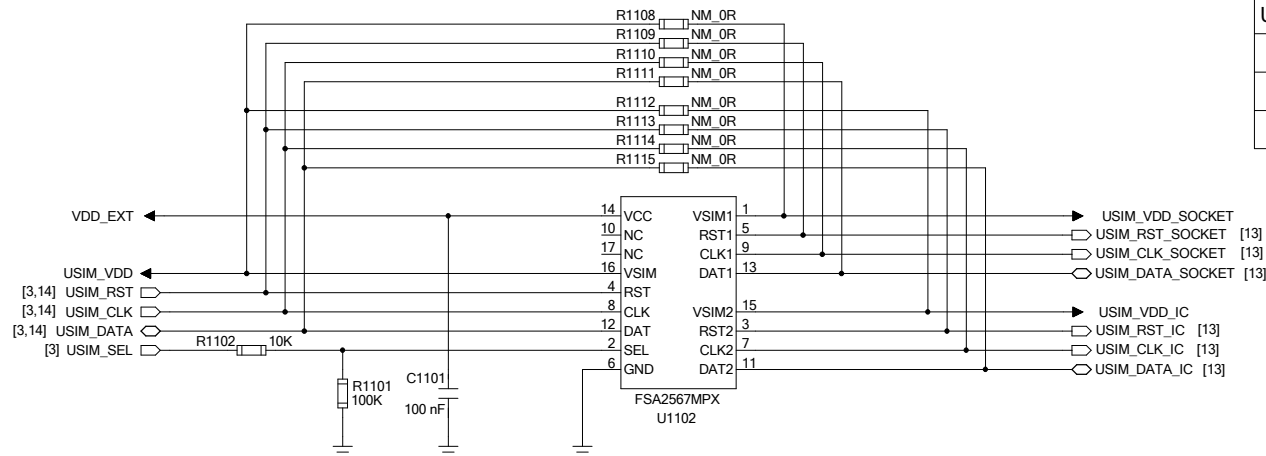 R1108 NM_0R
R1109 NM_0R
R1110 NM_0R
R1111 NM_0R
R1112 NM_0R
R1113 NM_0R
R1114 NM_0R
R1115 NM_0R
U
VDD_EXT 14 VCC VSIM1 1 USIM_VDD_SOCKET
10 NC RST1 5 USIM_RST_SOCKET [13]
17 NC CLK1 9 USIM_CLK_SOCKET [13]
USIM_VDD 16 VSIM DAT1 13 USIM_DATA_SOCKET [13]
[3,14] USIM_RST 4 RST
[3,14] USIM_CLK 8 CLK VSIM2 15 USIM_VDD_IC
[3,14] USIM_DATA 12 DAT RST2 3 USIM_RST_IC [13]
[3] USIM_SEL R1102 10K 2 SEL CLK2 7 USIM_CLK_IC [13]
6 GND DAT2 11 USIM_DATA_IC [13]
R1101
100K
C1101
100 nF
FSA2567MPX
U1102